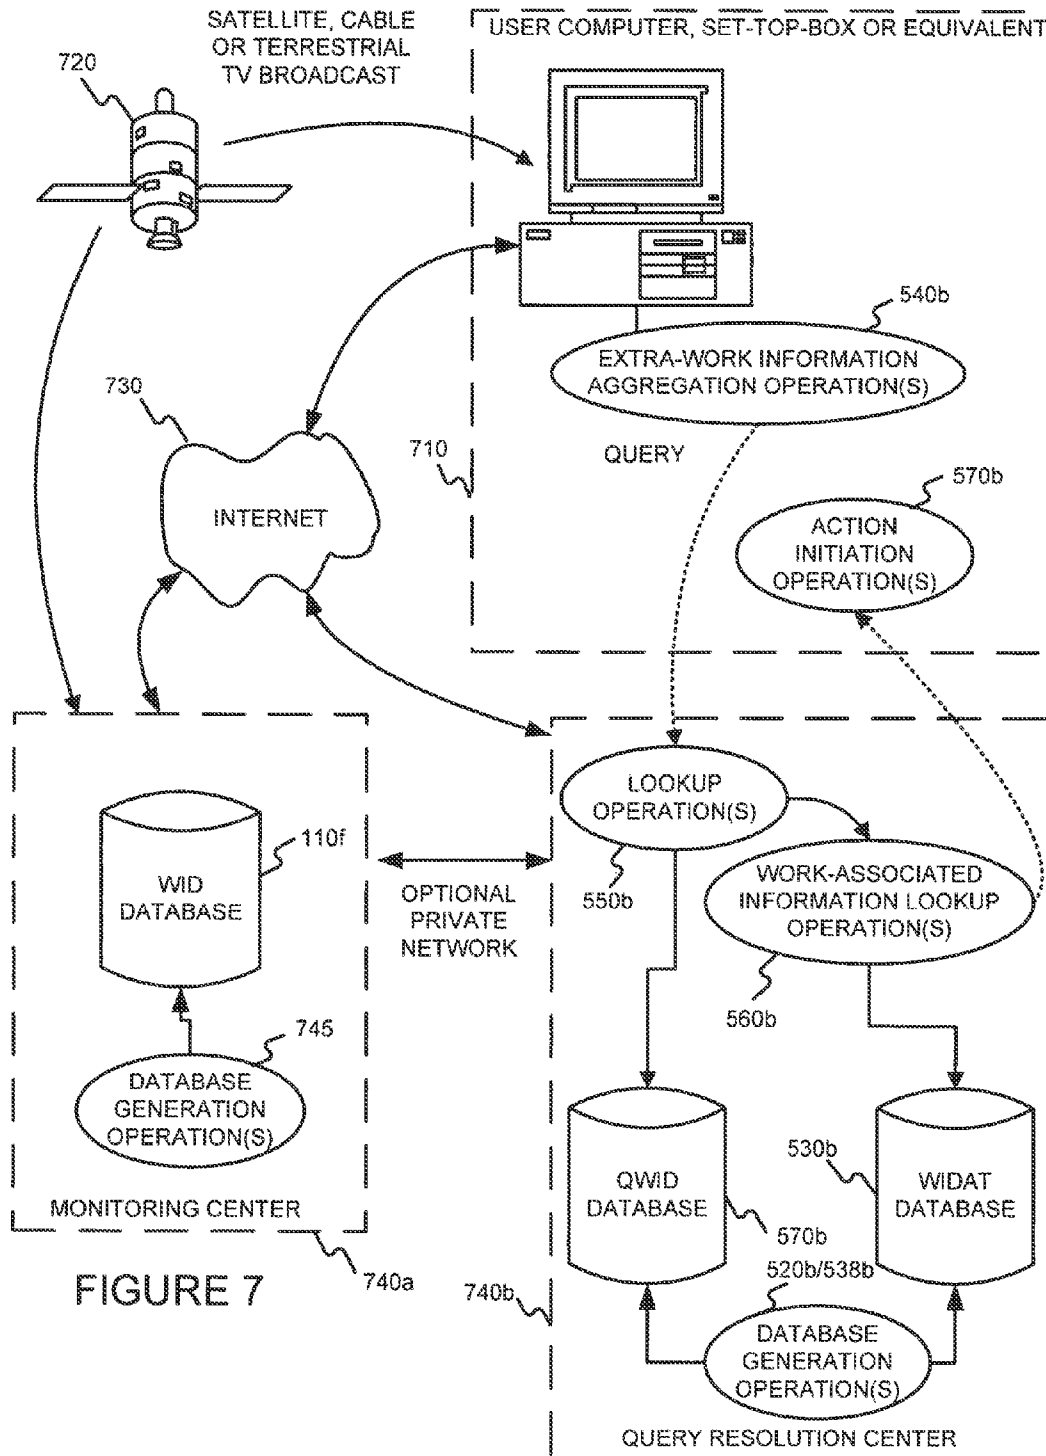 SATELLITE, CABLE
OR TERRESTRIAL
TV BROADCAST
720
USER COMPUTER, SET-TOP-BOX OR EQUIVALENT
540b
EXTRA-WORK INFORMATION
AGGREGATION OPERATION(S)
730
710
QUERY
570b
INTERNET
ACTION
INITIATION
OPERATION(S)
LOOKUP
OPERATION(S)
110f
WID
DATABASE
OPTIONAL
PRIVATE
NETWORK
550b
WORK-ASSOCIATED
INFORMATION LOOKUP
OPERATION(S)
560b
745
DATABASE
GENERATION
OPERATION(S)
QWID
DATABASE
530b
WIDAT
DATABASE
MONITORING CENTER
570b
740a
FIGURE 7
740b
520b/538b
DATABASE
GENERATION
OPERATION(S)
QUERY RESOLUTION CENTER